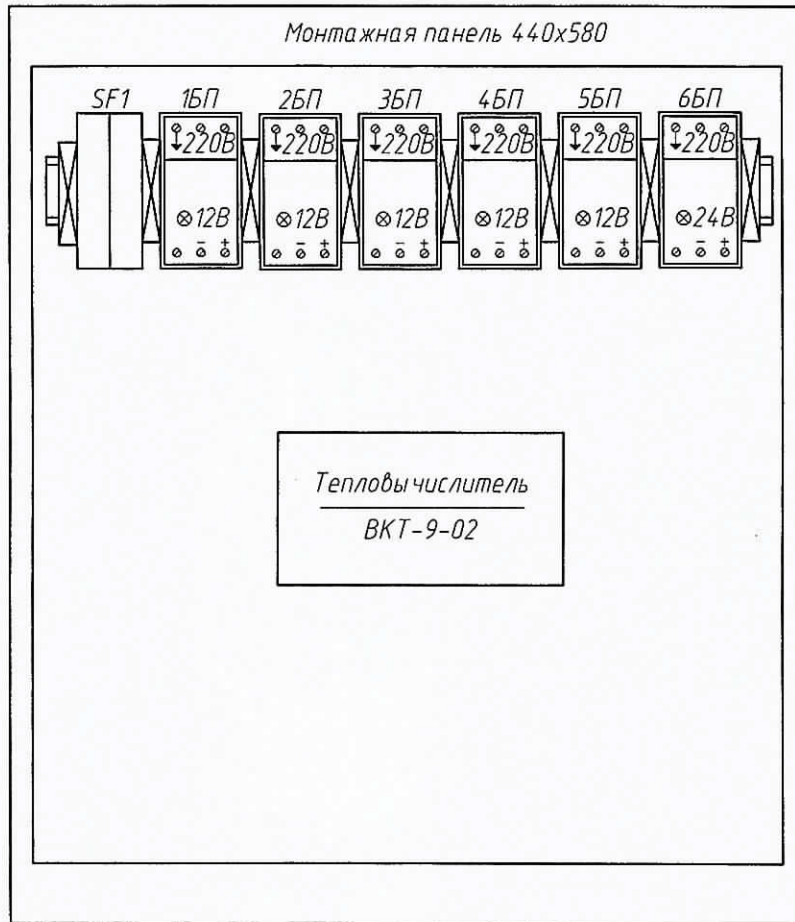 Монтажная панель 440х580
SF1 1БП 2БП 3БП 4БП 5БП 6БП
220В 220В 220В 220В 220В 220В
12В 12В 12В 12В 12В 24В
− + − + − + − + − + − +
Тепловычислитель
ВКТ-9-02